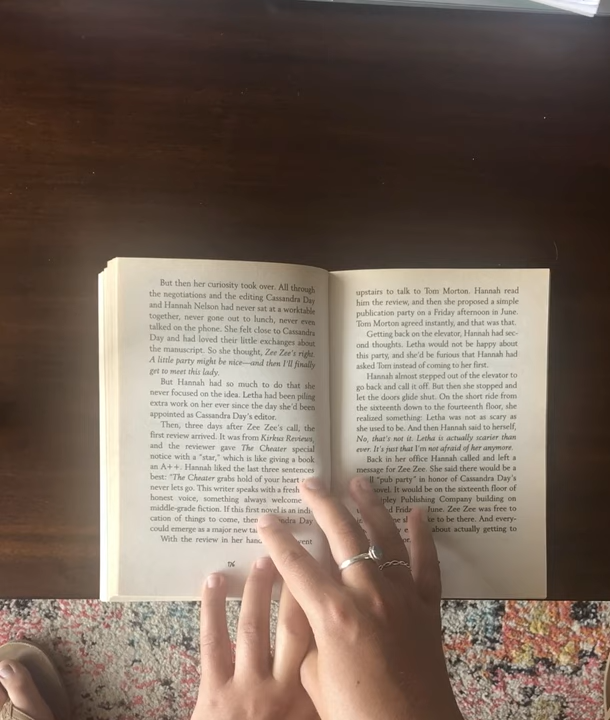 But then her curiosity took over. All through
the negotiations and the editing Cassandra Day
and Hannah Nelson had never sat at a worktable
together, never gone out to lunch, never even
talked on the phone. She felt close to Cassandra
Day and had loved their little exchanges about
the manuscript. So she thought, Zee Zee's right.
A little party might be nice—and then I'll finally
get to meet this lady.
But Hannah had so much to do that she
never focused on the idea. Letha had been piling
extra work on her ever since the day she'd been
appointed as Cassandra Day's editor.
Then, three days after Zee Zee's call, the
first review arrived. It was from Kirkus Reviews,
and the reviewer gave The Cheater special
notice with a "star," which is like giving a book
an A++. Hannah liked the last three sentences
best: "The Cheater grabs hold of your heart
never lets go. This writer speaks with a fresh
honest voice, something always welcome
middle-grade fiction. If this first novel is an indi-
cation of things to come, then Day
could emerge as a major new
With the review in her went
upstairs to talk to Tom Morton. Hannah read
him the review, and then she proposed a simple
publication party on a Friday afternoon in June.
Tom Morton agreed instantly, and that was that.
Getting back on the elevator, Hannah had sec-
ond thoughts. Letha would not be happy about
this party, and she'd be furious that Hannah had
asked Tom instead of coming to her first.
Hannah almost stepped out of the elevator to
go back and call it off. But then she stopped and
let the doors glide shut. On the short ride from
the sixteenth down to the fourteenth floor, she
realized something: Letha was not as scary as
she used to be. And then Hannah said to herself,
No, that's not it. Letha is actually scarier than
ever. It's just that I'm not afraid of her anymore.
Back in her office Hannah called and left a
message for Zee Zee. She said there would be a
"pub party" in honor of Cassandra Day's
novel. It would be on the sixteenth floor of
Publishing Company building on
June. Zee Zee was free to
to be there. And every-
about actually getting to